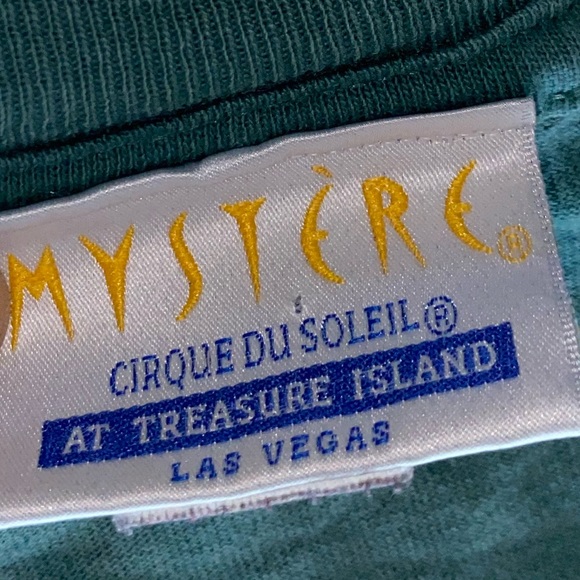 MYSTÈRE®
CIRQUE DU SOLEIL®
AT TREASURE ISLAND
LAS VEGAS